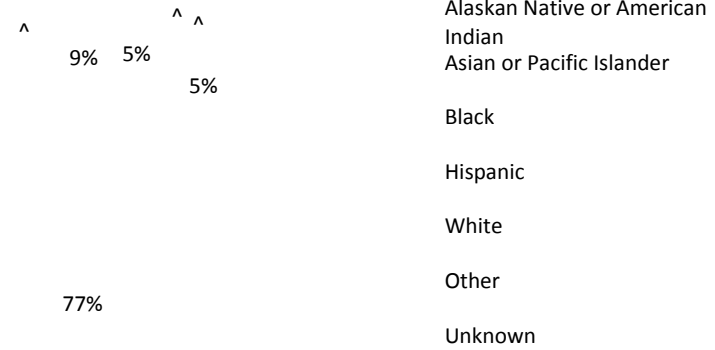 ^ ^ ^
9% 5%
5%
77%
Alaskan Native or American
Indian
Asian or Pacific Islander
Black
Hispanic
White
Other
Unknown